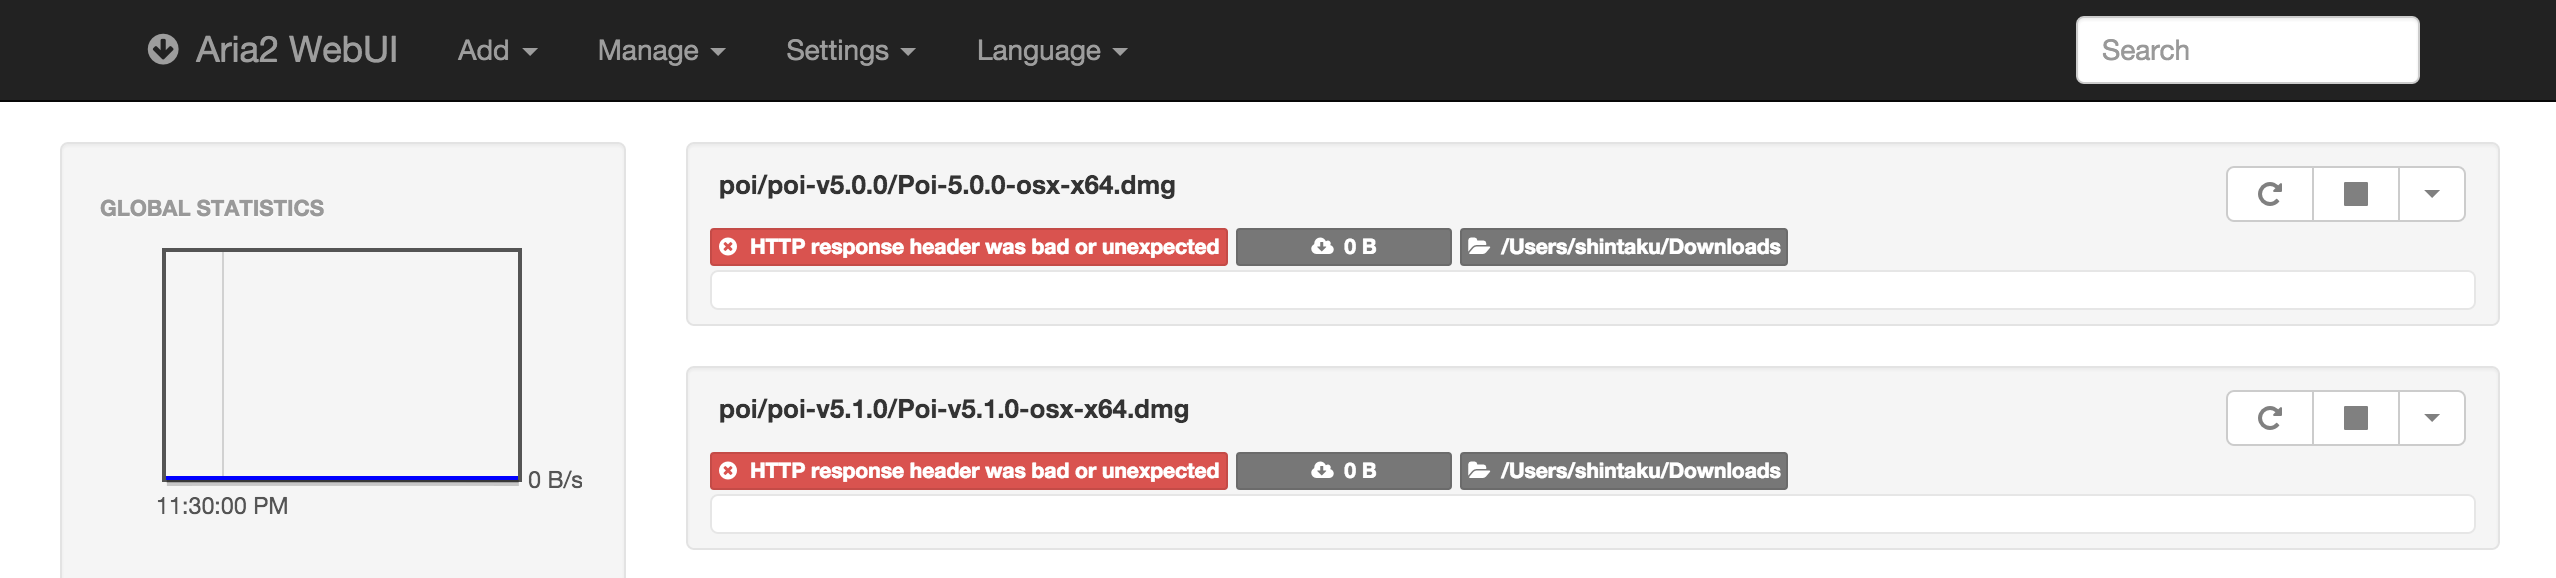 Aria2 WebUI Add Manage Settings Language Search
GLOBAL STATISTICS
0 B/s
11:30:00 PM
poi/poi-v5.0.0/Poi-5.0.0-osx-x64.dmg
HTTP response header was bad or unexpected 0 B /Users/shintaku/Downloads
poi/poi-v5.1.0/Poi-v5.1.0-osx-x64.dmg
HTTP response header was bad or unexpected 0 B /Users/shintaku/Downloads